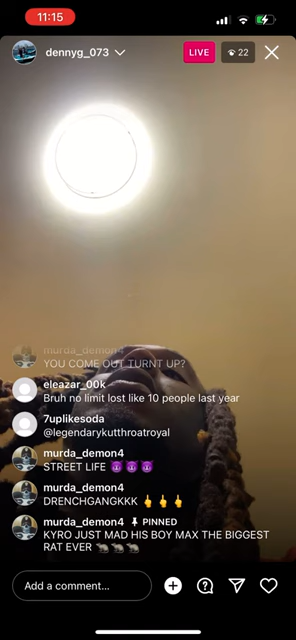 11:15
dennyg_073
LIVE
22
murda_demon4
YOU COME OUT TURNT UP?
eleazar_00k
Bruh no limit lost like 10 people last year
7uplikesoda
@legendarykutthroatroyal
murda_demon4
STREET LIFE 😈😈😈
murda_demon4
DRENCHGANGKKK 🖕🖕🖕
murda_demon4 📌 PINNED
KYRO JUST MAD HIS BOY MAX THE BIGGEST
RAT EVER 🐀🐀🐀
Add a comment...